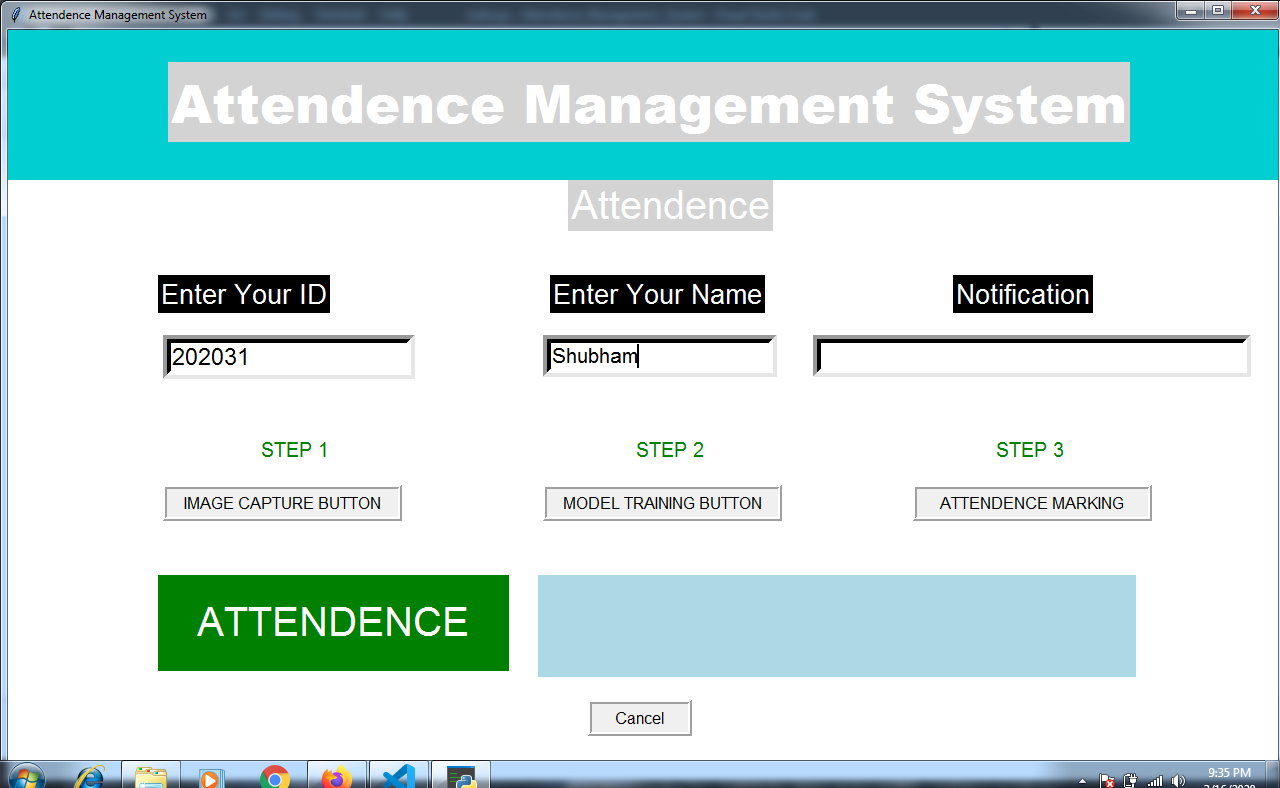 Attendence Management System
Attendence Management System
Attendence
Enter Your ID
Enter Your Name
Notification
202031
Shubham
STEP 1
STEP 2
STEP 3
IMAGE CAPTURE BUTTON
MODEL TRAINING BUTTON
ATTENDENCE MARKING
ATTENDENCE
Cancel
9:35 PM